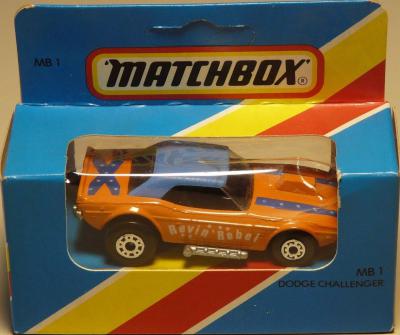 MB 1
MATCHBOX®
Revin' Rebel
MB 1
DODGE CHALLENGER